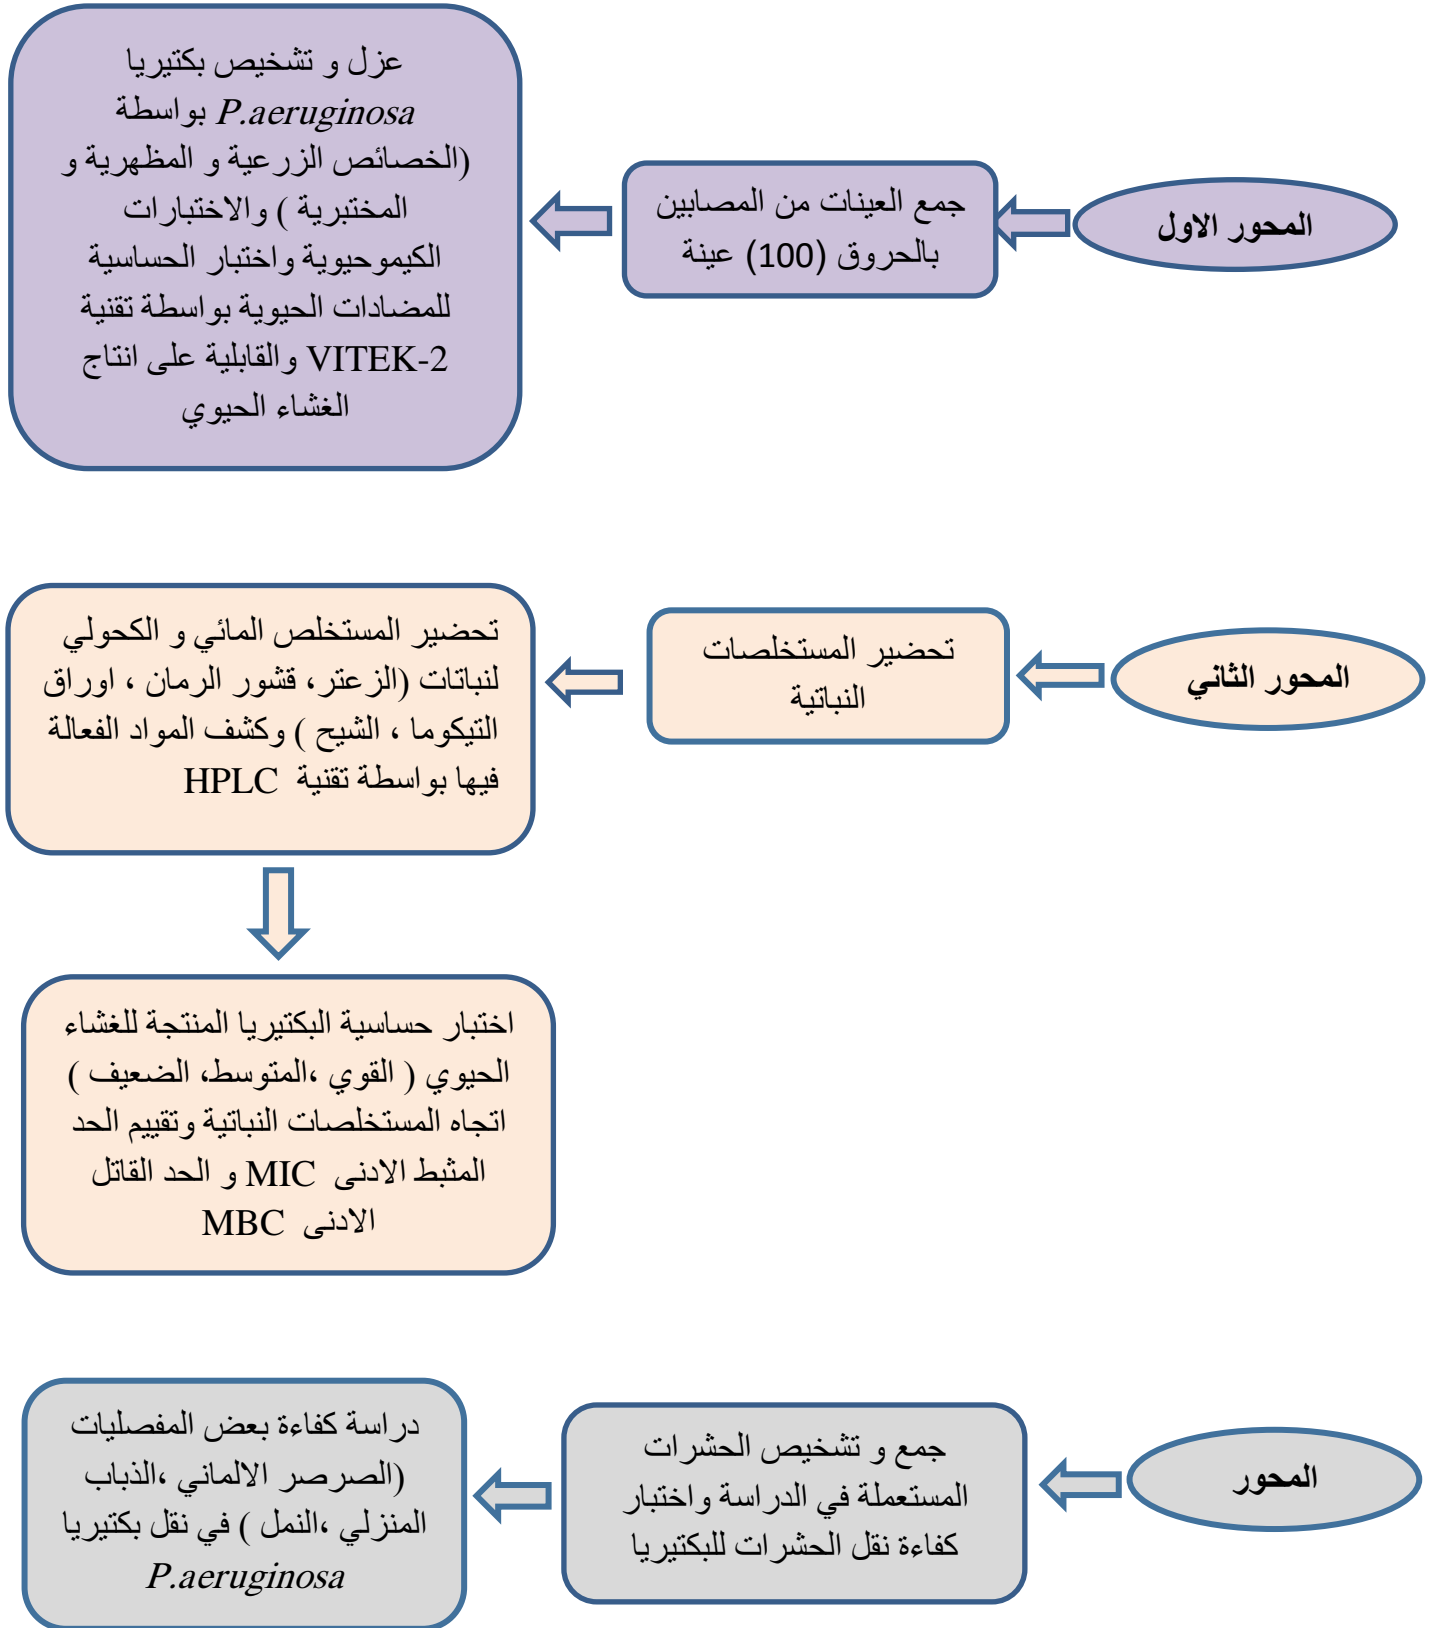 المحور الاول
جمع العينات من المصابين
بالحروق (100) عينة
عزل و تشخيص بكتيريا
P.aeruginosa بواسطة
(الخصائص الزرعية و المظهرية و
المختبرية ) والاختبارات
الكيموحيوية واختبار الحساسية
للمضادات الحيوية بواسطة تقنية
VITEK-2 والقابلية على انتاج
الغشاء الحيوي
المحور الثاني
تحضير المستخلصات
النباتية
تحضير المستخلص المائي و الكحولي
لنباتات (الزعتر، قشور الرمان ، اوراق
التيكوما ، الشيح ) وكشف المواد الفعالة
فيها بواسطة تقنية HPLC
اختبار حساسية البكتيريا المنتجة للغشاء
الحيوي ( القوي ،المتوسط، الضعيف )
اتجاه المستخلصات النباتية وتقييم الحد
المثبط الادنى MIC و الحد القاتل
الادنى MBC
المحور
جمع و تشخيص الحشرات
المستعملة في الدراسة واختبار
كفاءة نقل الحشرات للبكتيريا
دراسة كفاءة بعض المفصليات
(الصرصر الالماني ،الذباب
المنزلي ،النمل ) في نقل بكتيريا
P.aeruginosa